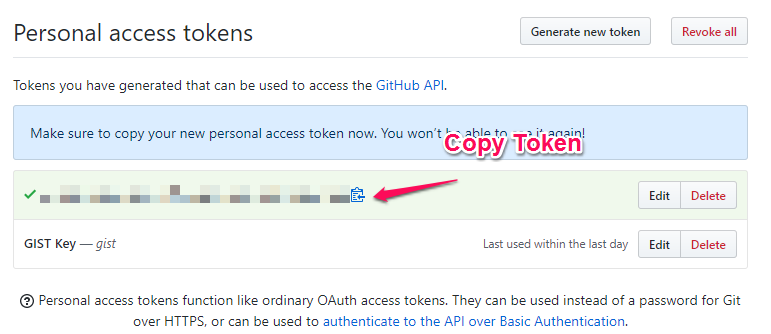 Personal access tokens
Generate new token
Revoke all
Tokens you have generated that can be used to access the GitHub API.
Make sure to copy your new personal access token now. You won't be able to see it again!
Copy Token
Edit
Delete
GIST Key — gist
Last used within the last day
Edit
Delete
Personal access tokens function like ordinary OAuth access tokens. They can be used instead of a password for Git
over HTTPS, or can be used to authenticate to the API over Basic Authentication.